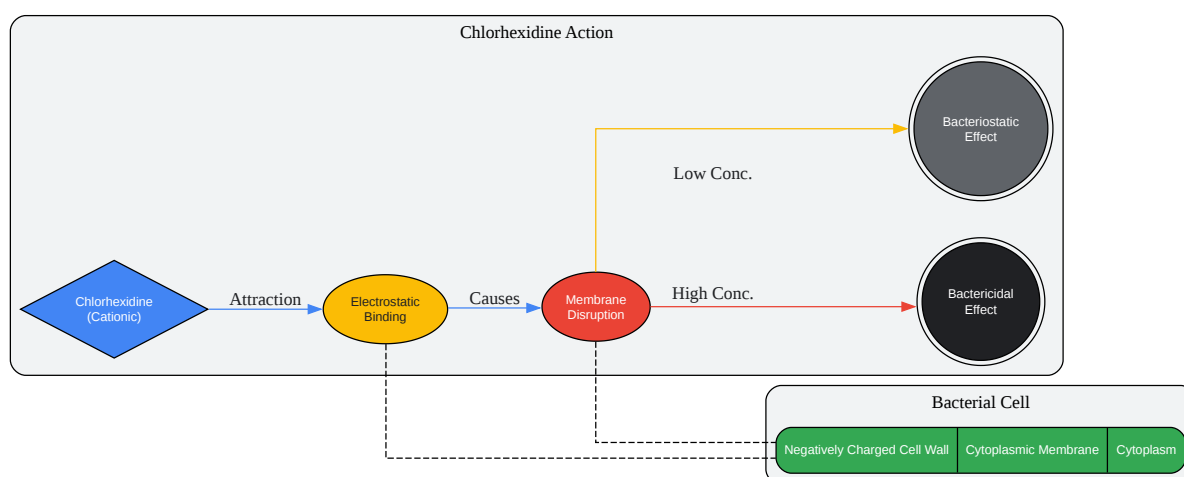 Chlorhexidine Action
Bacteriostatic
Effect
Low Conc.
Chlorhexidine
(Cationic)
Attraction
Electrostatic
Binding
Causes
Membrane
Disruption
High Conc.
Bactericidal
Effect
Bacterial Cell
Negatively Charged Cell Wall
Cytoplasmic Membrane
Cytoplasm